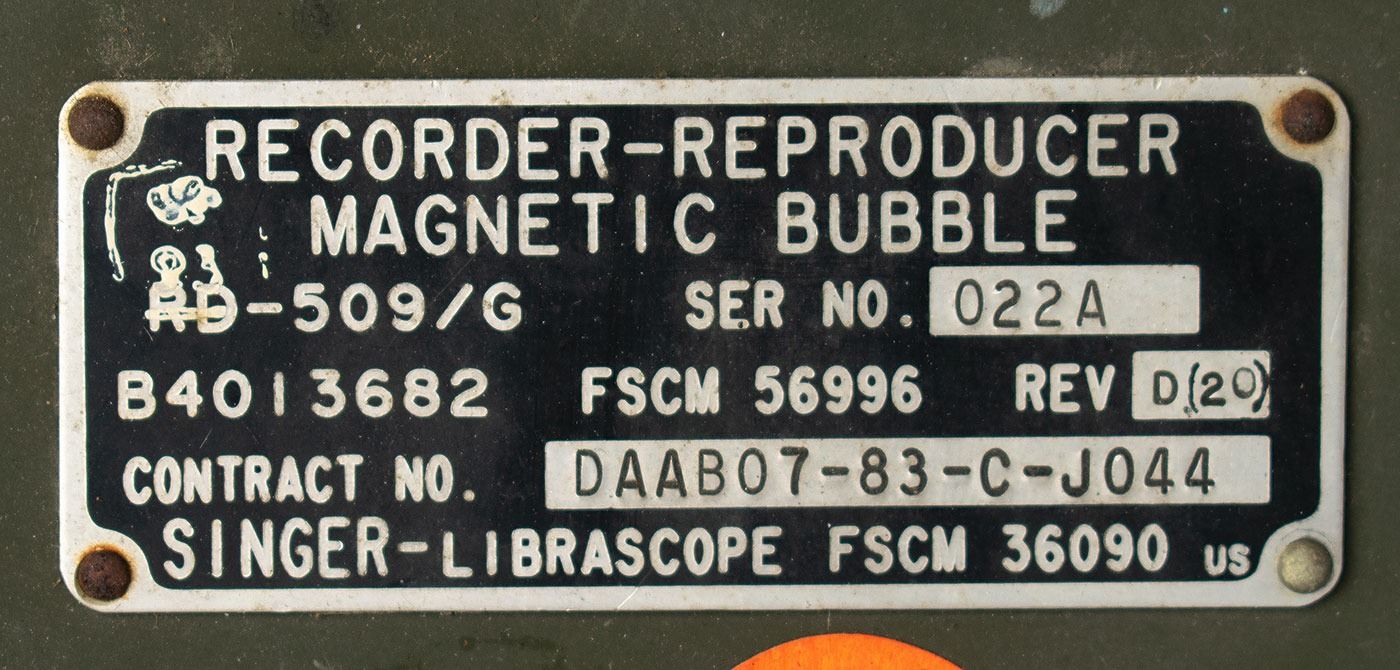 RECORDER-REPRODUCER
MAGNETIC BUBBLE
RD-509/G SER NO. 022A
B4013682 FSCM 56996 REV D(20)
CONTRACT NO. DAAB07-83-C-J044
SINGER-LIBRASCOPE FSCM 36090 US